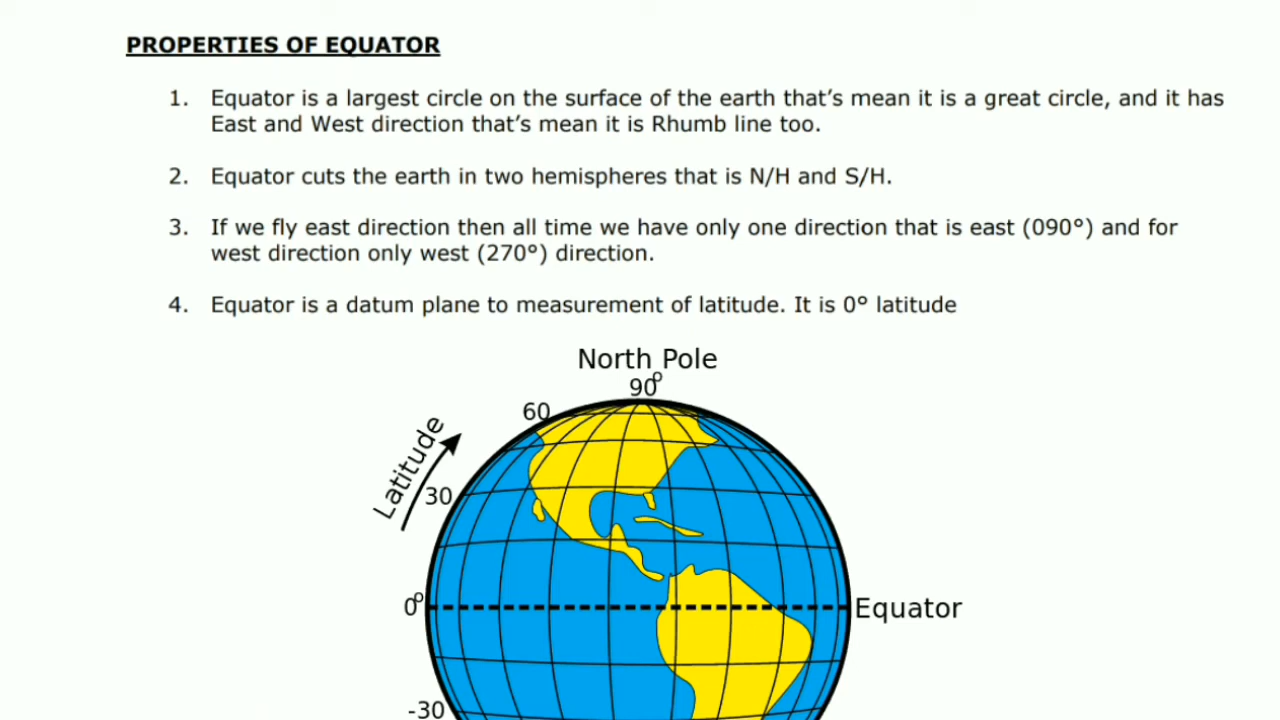 PROPERTIES OF EQUATOR
1. Equator is a largest circle on the surface of the earth that's mean it is a great circle, and it has
East and West direction that's mean it is Rhumb line too.
2. Equator cuts the earth in two hemispheres that is N/H and S/H.
3. If we fly east direction then all time we have only one direction that is east (090°) and for
west direction only west (270°) direction.
4. Equator is a datum plane to measurement of latitude. It is 0° latitude
North Pole
90°
60
Latitude
30
0°
Equator
-30